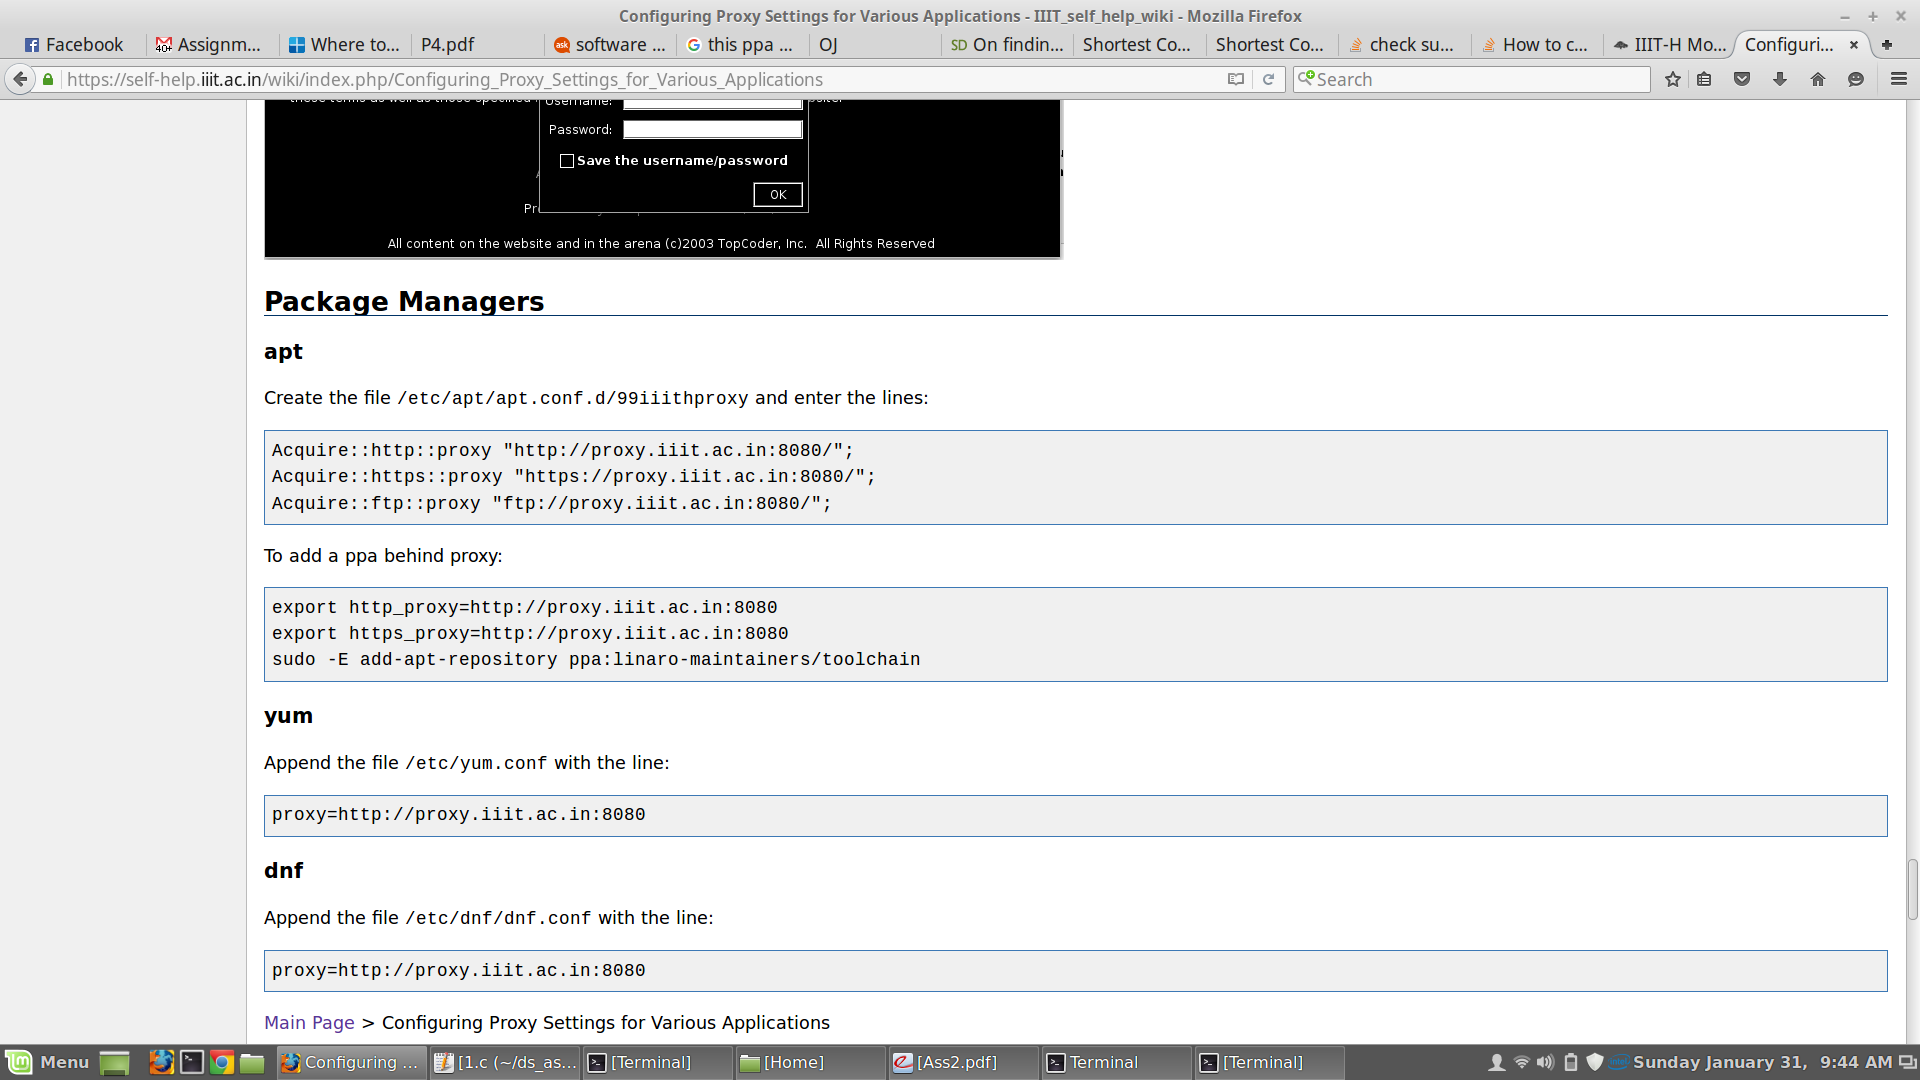 Configuring Proxy Settings for Various Applications - IIIT_self_help_wiki - Mozilla Firefox
Facebook
Assignm...
Where to...
P4.pdf
software ...
this ppa ...
OJ
On findin...
Shortest Co...
Shortest Co...
check su...
How to c...
IIIT-H Mo...
Configuri...
https://self-help.iiit.ac.in/wiki/index.php/Configuring_Proxy_Settings_for_Various_Applications
Search
these terms as well as those specified
Username:
Password:
Save the username/password
OK
All content on the website and in the arena (c)2003 TopCoder, Inc. All Rights Reserved
Package Managers
apt
Create the file /etc/apt/apt.conf.d/99iiithproxy and enter the lines:
Acquire::http::proxy "http://proxy.iiit.ac.in:8080/";
Acquire::https::proxy "https://proxy.iiit.ac.in:8080/";
Acquire::ftp::proxy "ftp://proxy.iiit.ac.in:8080/";
To add a ppa behind proxy:
export http_proxy=http://proxy.iiit.ac.in:8080
export https_proxy=http://proxy.iiit.ac.in:8080
sudo -E add-apt-repository ppa:linaro-maintainers/toolchain
yum
Append the file /etc/yum.conf with the line:
proxy=http://proxy.iiit.ac.in:8080
dnf
Append the file /etc/dnf/dnf.conf with the line:
proxy=http://proxy.iiit.ac.in:8080
Main Page > Configuring Proxy Settings for Various Applications
Menu
Configuring ...
[1.c (~/ds_as...
[Terminal]
[Home]
[Ass2.pdf]
Terminal
[Terminal]
Sunday January 31, 9:44 AM